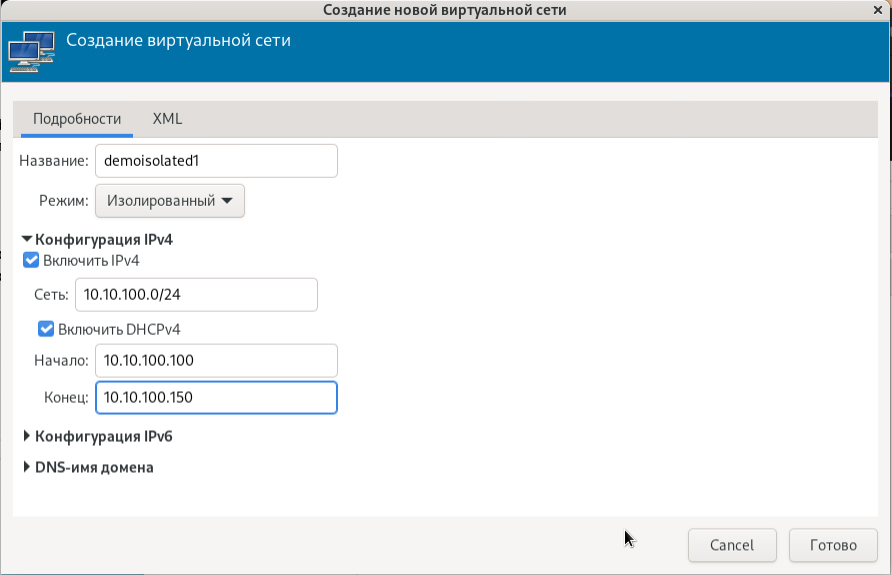 Создание новой виртуальной сети
Создание виртуальной сети
Подробности XML
Название: demoisolated1
Режим: Изолированный
Конфигурация IPv4
Включить IPv4
Сеть: 10.10.100.0/24
Включить DHCPv4
Начало: 10.10.100.100
Конец: 10.10.100.150
Конфигурация IPv6
DNS-имя домена
Cancel Готово